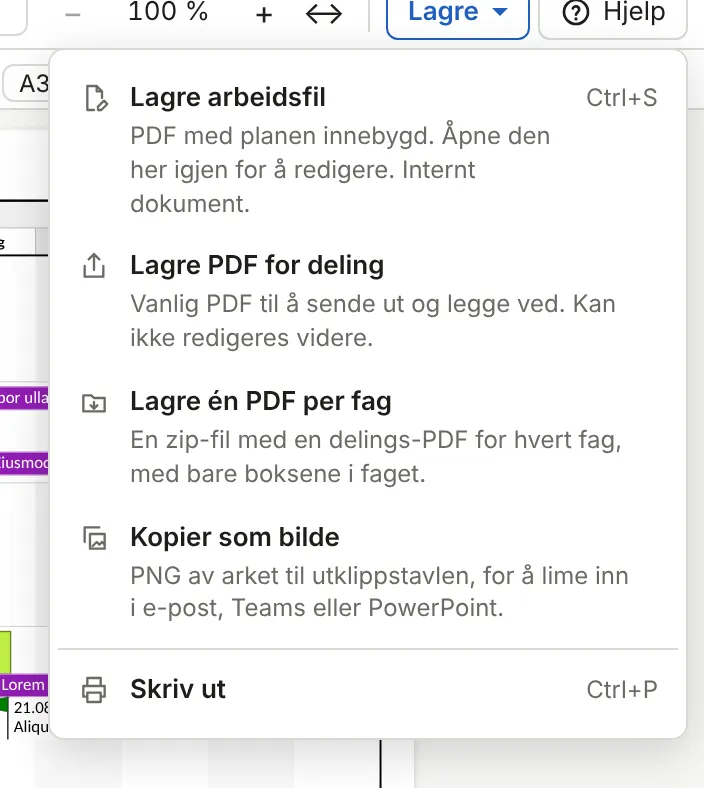 − 100 % + Lagre Hjelp
A3
Lagre arbeidsfil Ctrl+S
PDF med planen innebygd. Åpne den
her igjen for å redigere. Internt
dokument.
g
Lagre PDF for deling
Vanlig PDF til å sende ut og legge ved. Kan
ikke redigeres videre.
Lagre én PDF per fag
En zip-fil med en delings-PDF for hvert fag,
med bare boksene i faget.
Kopier som bilde
PNG av arket til utklippstavlen, for å lime inn
i e-post, Teams eller PowerPoint.
Lorem
Skriv ut Ctrl+P